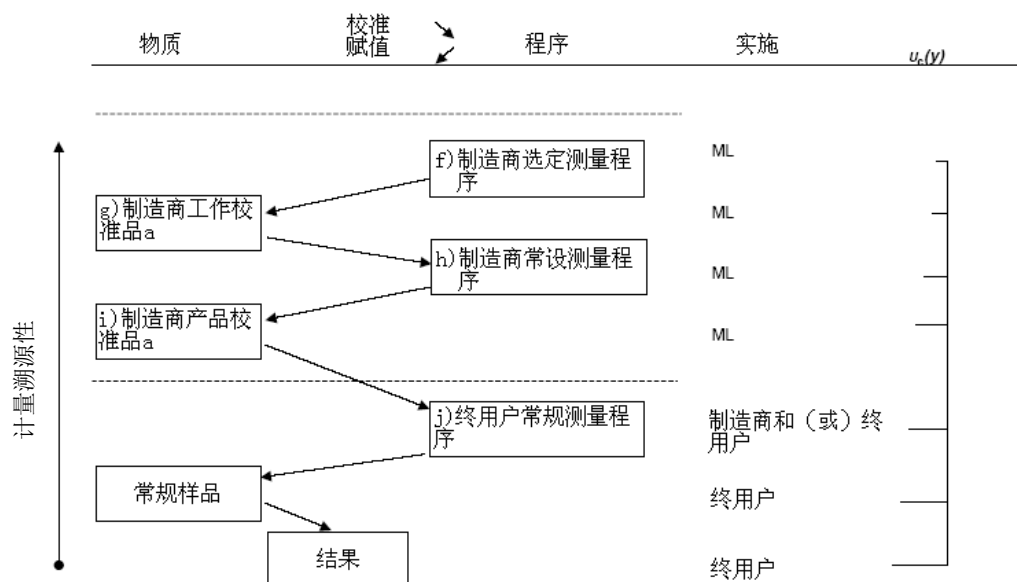 物质
校准
赋值
程序
实施
uc(y)
f)制造商选定测量程
序
ML
g)制造商工作校
准品a
ML
h)制造商常设测量程
序
ML
i)制造商产品校
准品a
ML
计量溯源性
j)终用户常规测量程
序
制造商和（或）终
用户
常规样品
终用户
结果
终用户